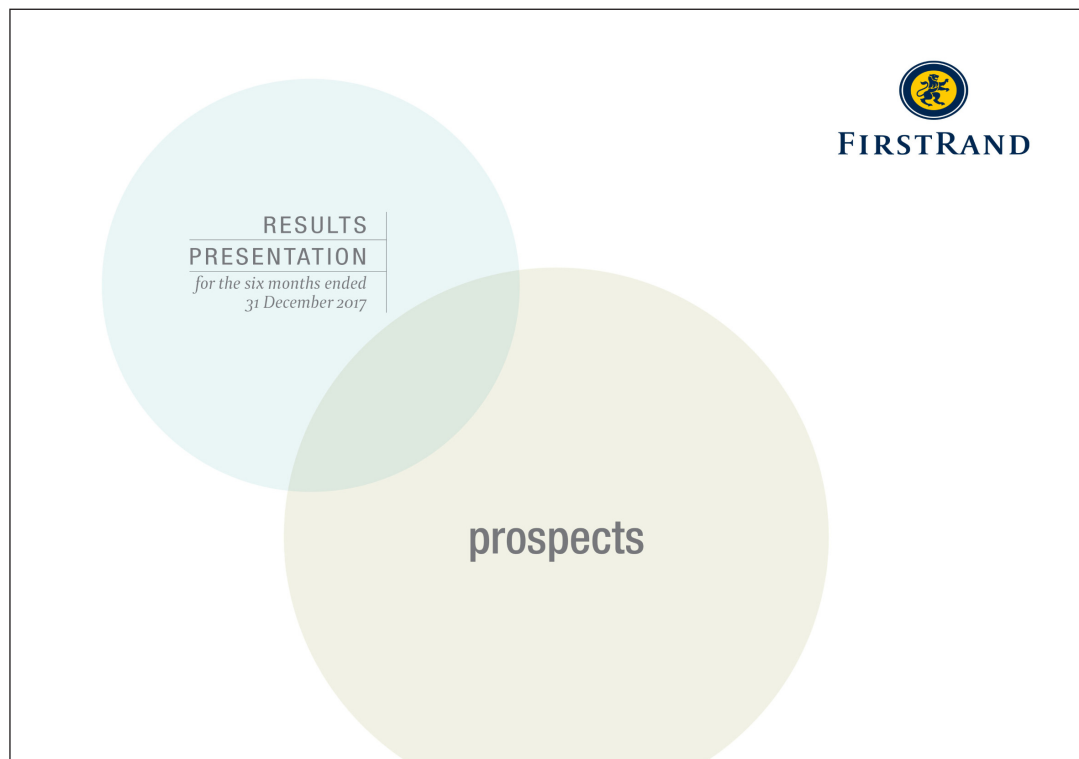 FIRSTRAND
RESULTS
PRESENTATION
for the six months ended
31 December 2017
prospects